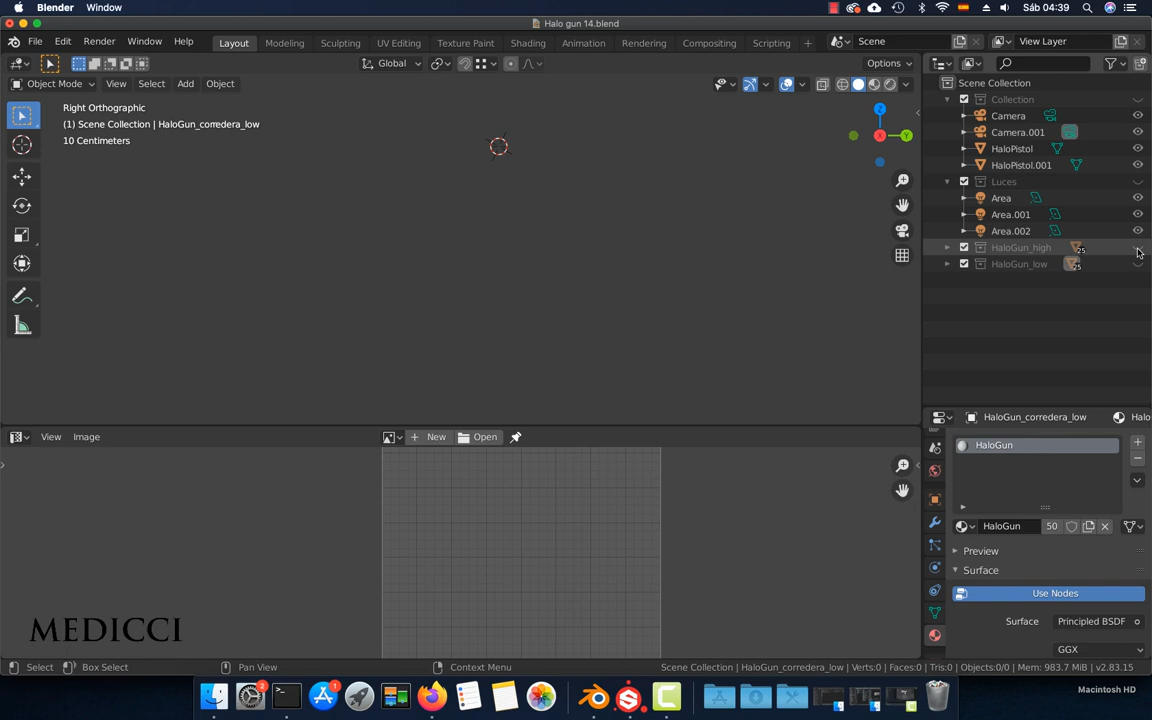 Blender Window Sáb 04:39
Halo gun 14.blend
File Edit Render Window Help Layout Modeling Sculpting UV Editing Texture Paint Shading Animation Rendering Compositing Scripting + Scene View Layer
Global Options
Object Mode View Select Add Object
Scene Collection
Collection
Camera
Camera.001
HaloPistol
HaloPistol.001
Luces
Area
Area.001
Area.002
HaloGun_high 25
HaloGun_low 25
Right Orthographic
(1) Scene Collection | HaloGun_corredera_low
10 Centimeters
Z
X
Y
View Image + New Open
HaloGun_corredera_low Halo
HaloGun
HaloGun 50
Preview
Surface
Use Nodes
Surface Principled BSDF
GGX
MEDICCI
Select Box Select Pan View Context Menu Scene Collection | HaloGun_corredera_low | Verts:0 | Faces:0 | Tris:0 | Objects:0/0 | Mem: 983.7 MiB | v2.83.15
2
1
Macintosh HD